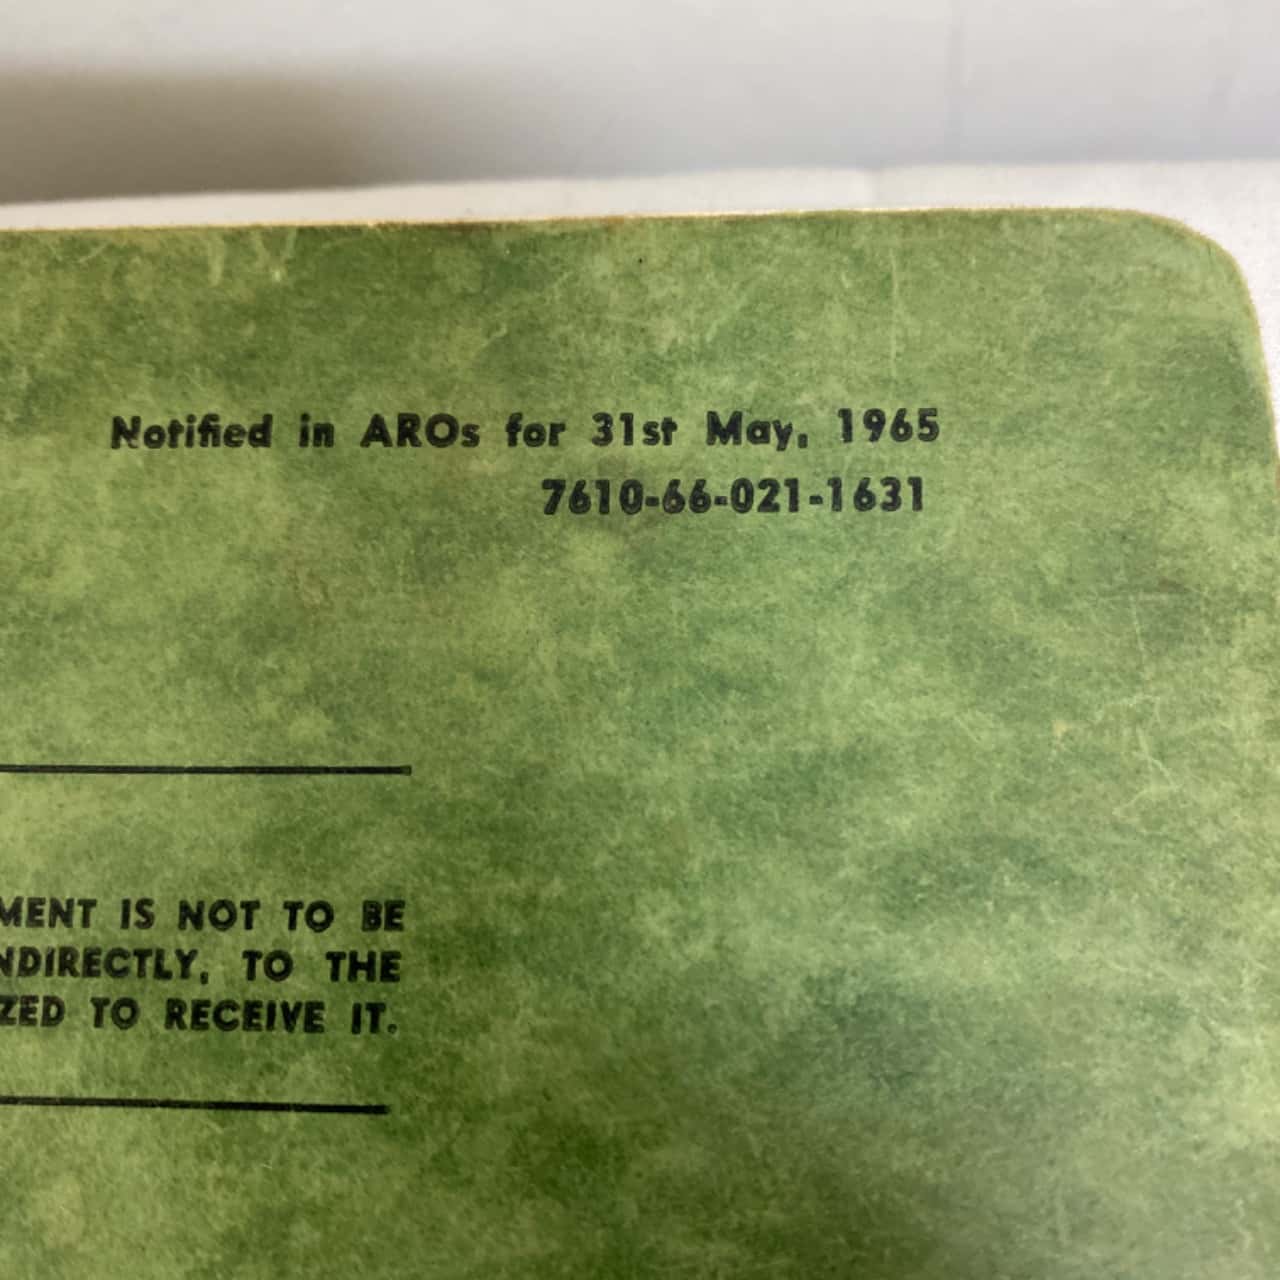 Notified in AROs for 31st May, 1965
7610-66-021-1631
MENT IS NOT TO BE
NDIRECTLY, TO THE
ZED TO RECEIVE IT.